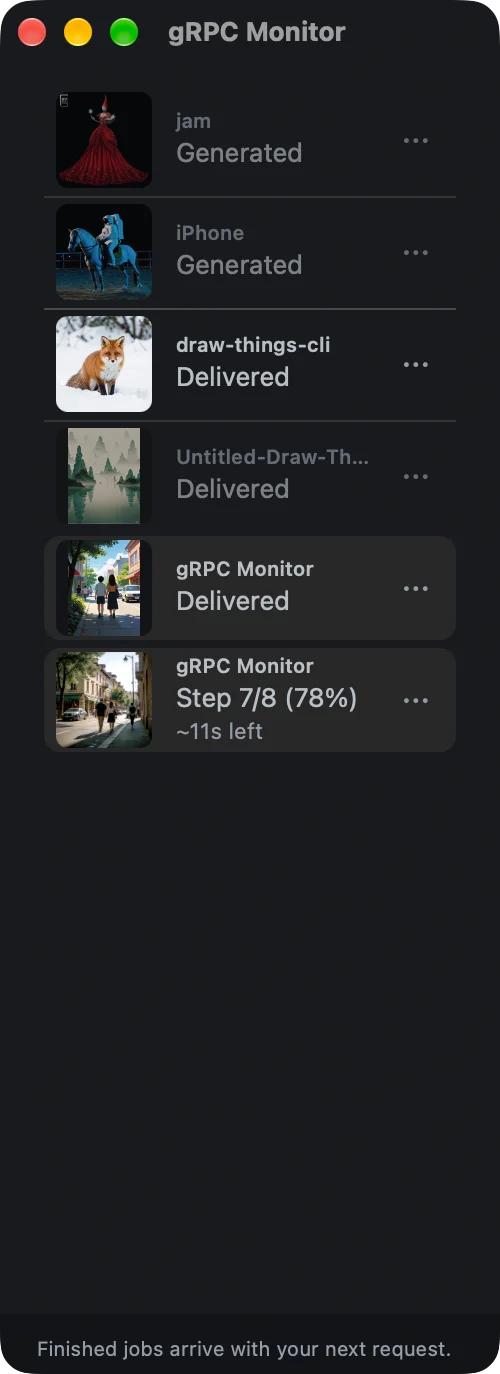 gRPC Monitor
jam
Generated
...
iPhone
Generated
...
draw-things-cli
Delivered
...
Untitled-Draw-Th...
Delivered
...
gRPC Monitor
Delivered
...
gRPC Monitor
Step 7/8 (78%)
~11s left
...
Finished jobs arrive with your next request.